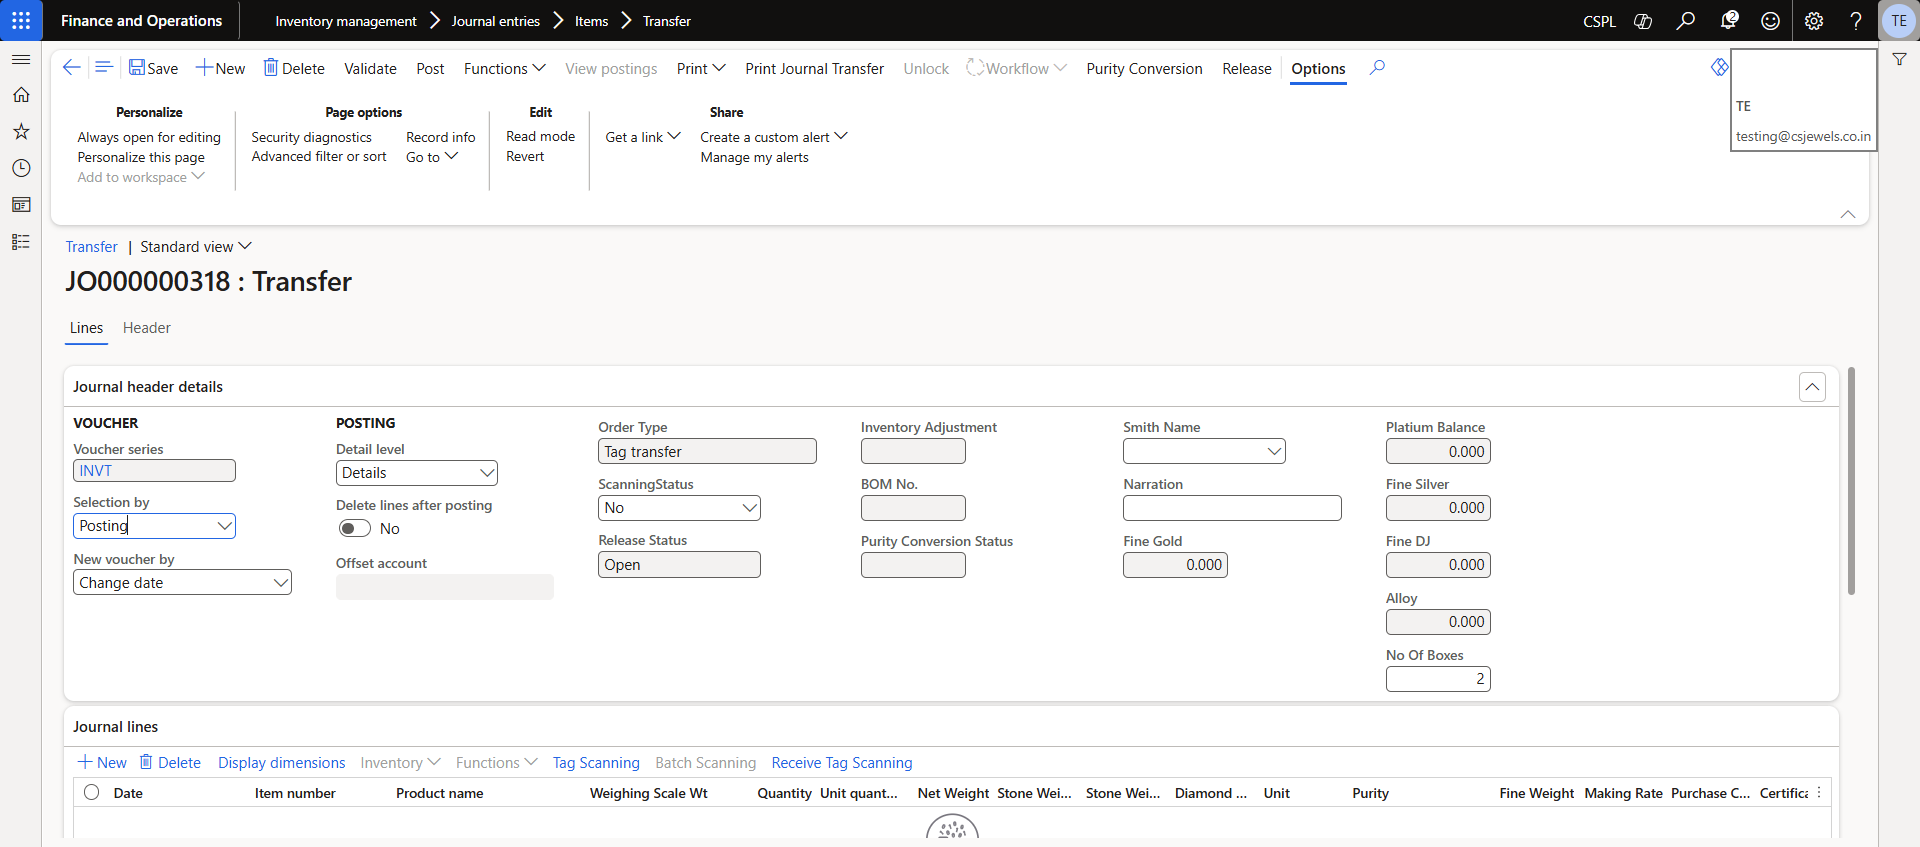 Finance and Operations
Inventory management
Journal entries
Items
Transfer
CSPL
2
TE
Save
New
Delete
Validate
Post
Functions
View postings
Print
Print Journal Transfer
Unlock
Workflow
Purity Conversion
Release
Options
TE
testing@csjewels.co.in
Personalize
Always open for editing
Personalize this page
Add to workspace
Page options
Security diagnostics
Advanced filter or sort
Record info
Go to
Edit
Read mode
Revert
Get a link
Share
Create a custom alert
Manage my alerts
Transfer | Standard view
JO000000318 : Transfer
Lines
Header
Journal header details
VOUCHER
Voucher series
INVT
Selection by
Posting
New voucher by
Change date
POSTING
Detail level
Details
Delete lines after posting
No
Offset account
Order Type
Tag transfer
ScanningStatus
No
Release Status
Open
Inventory Adjustment
BOM No.
Purity Conversion Status
Smith Name
Narration
Fine Gold
0.000
Platium Balance
0.000
Fine Silver
0.000
Fine DJ
0.000
Alloy
0.000
No Of Boxes
2
Journal lines
New
Delete
Display dimensions
Inventory
Functions
Tag Scanning
Batch Scanning
Receive Tag Scanning
Date
Item number
Product name
Weighing Scale Wt
Quantity
Unit quant...
Net Weight
Stone Wei...
Stone Wei...
Diamond ...
Unit
Purity
Fine Weight
Making Rate
Purchase C...
Certific